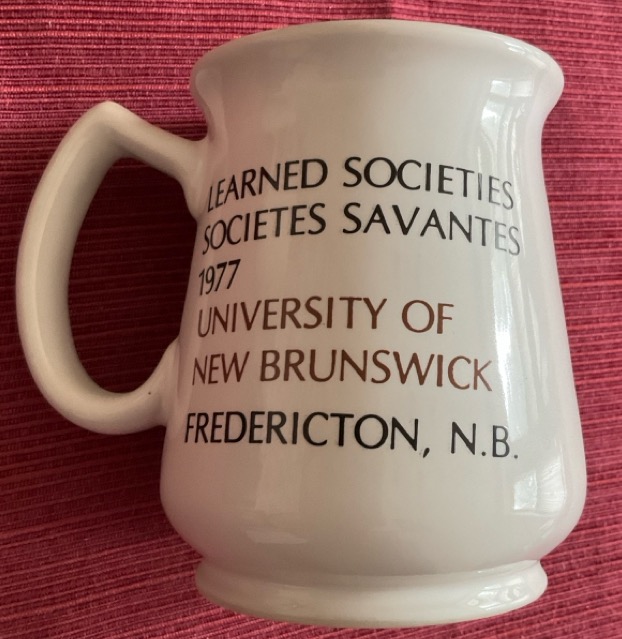 LEARNED SOCIETIES
SOCIETES SAVANTES
1977
UNIVERSITY OF
NEW BRUNSWICK
FREDERICTON, N.B.